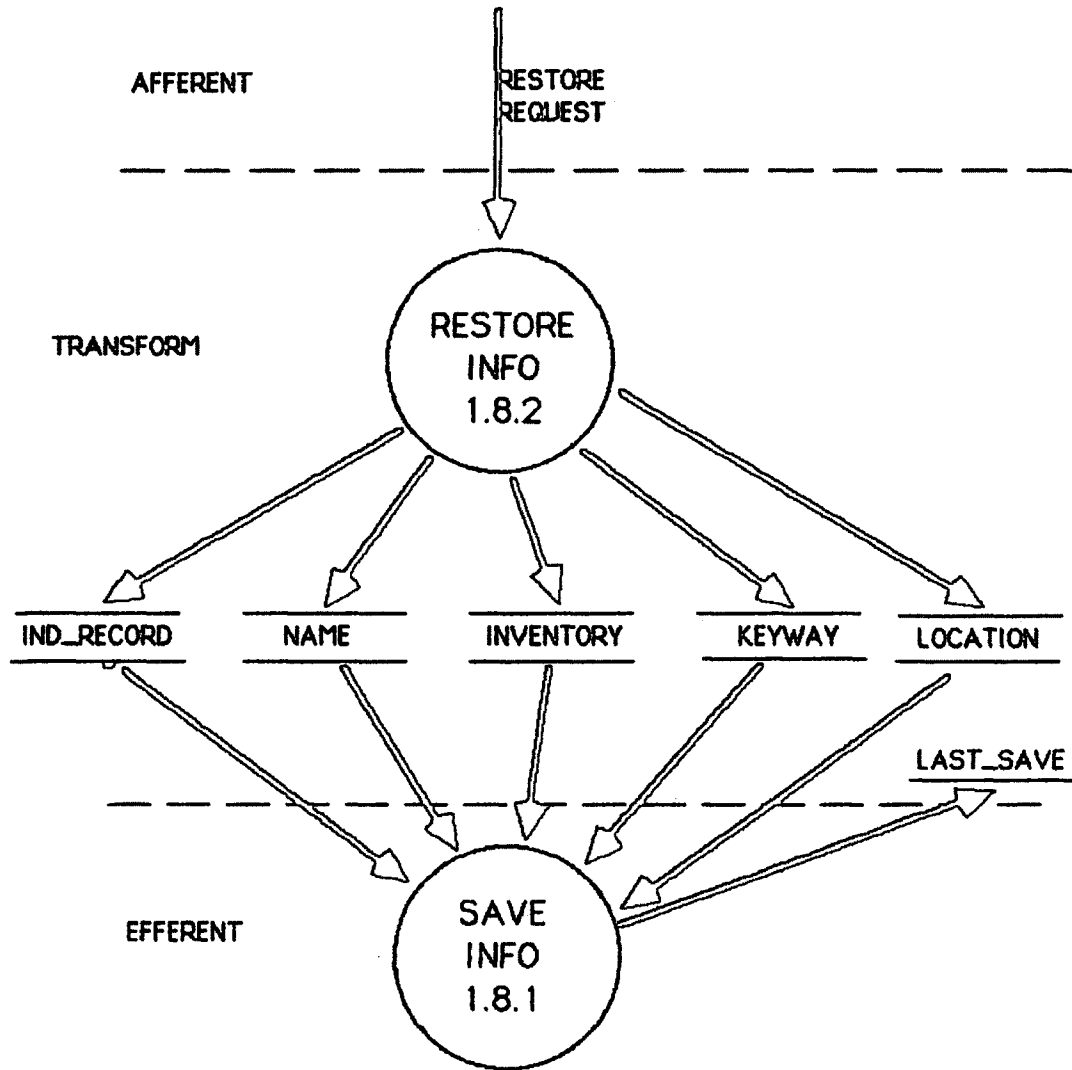 AFFERENT
RESTORE
REQUEST
TRANSFORM
RESTORE
INFO
1.8.2
IND_RECORD
NAME
INVENTORY
KEYWAY
LOCATION
LAST_SAVE
EFFERENT
SAVE
INFO
1.8.1